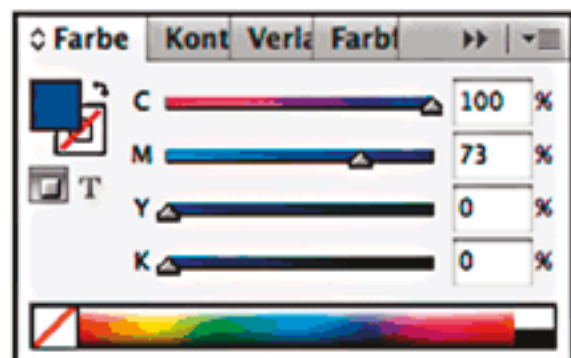 Farbe Kont Verla Farbf
C 100 %
M 73 %
T
Y 0 %
K 0 %